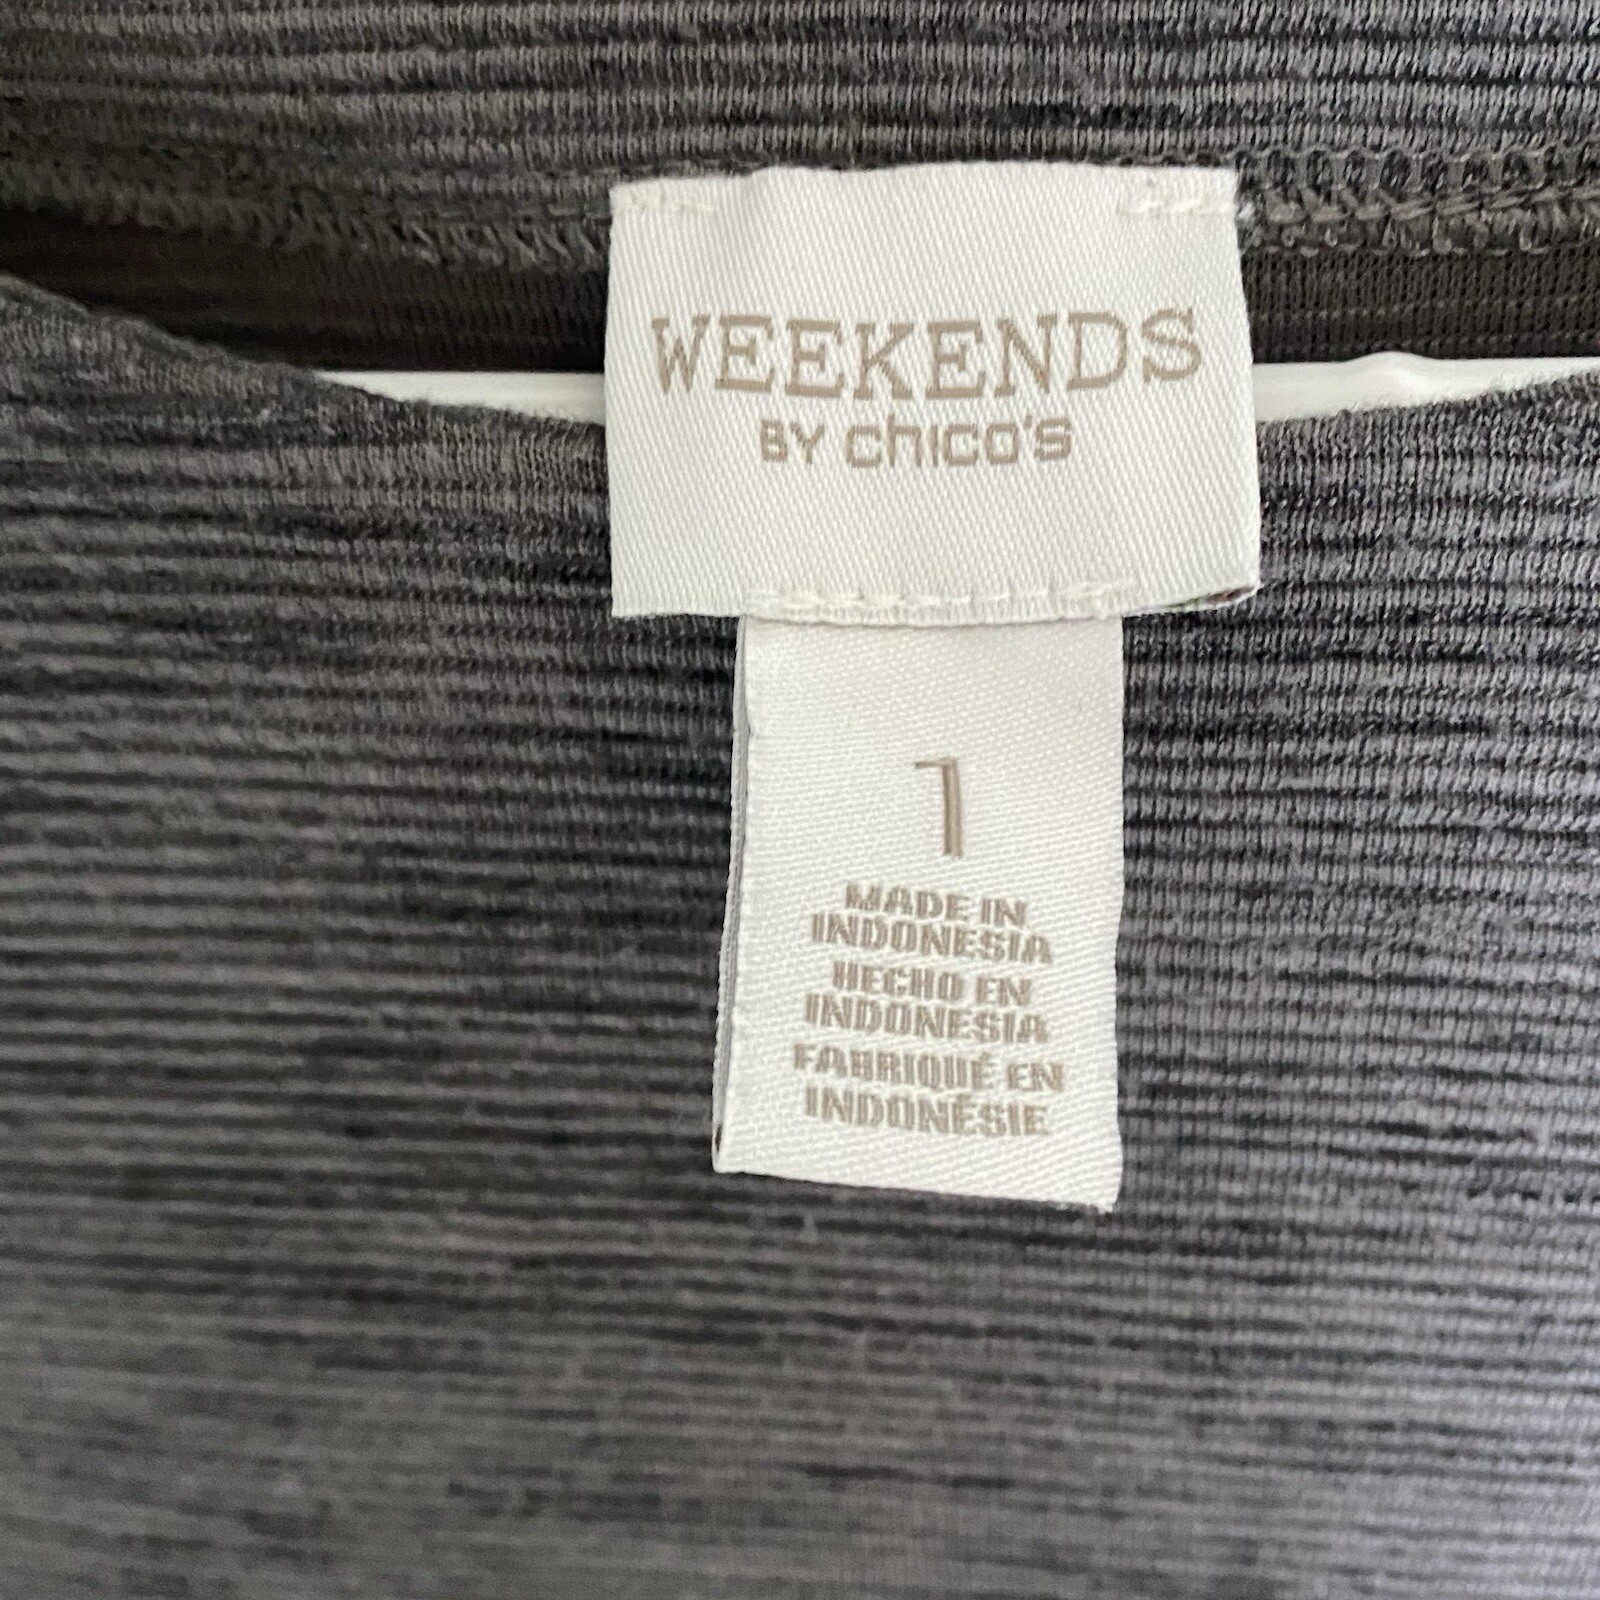 WEEKENDS
BY chico's
1
MADE IN
INDONESIA
HECHO EN
INDONESIA
FABRIQUÉ EN
INDONÉSIE